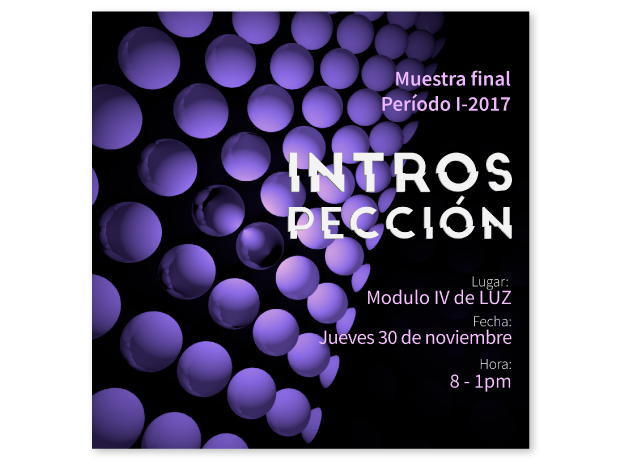 Muestra final
Período I-2017
INTROS
PECCIÓN
Lugar:
Modulo IV de LUZ
Fecha:
Jueves 30 de noviembre
Hora:
8 - 1pm